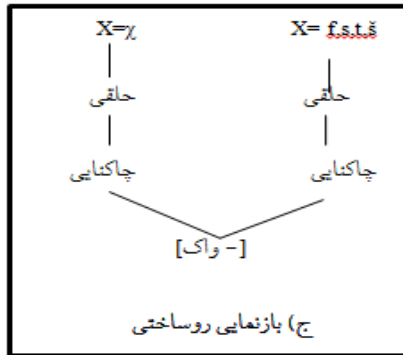 X=χ X= f,s,t,š
حلقی حلقی
چاکنایی چاکنایی
[- واک]
ج) بازنمایی روساختی